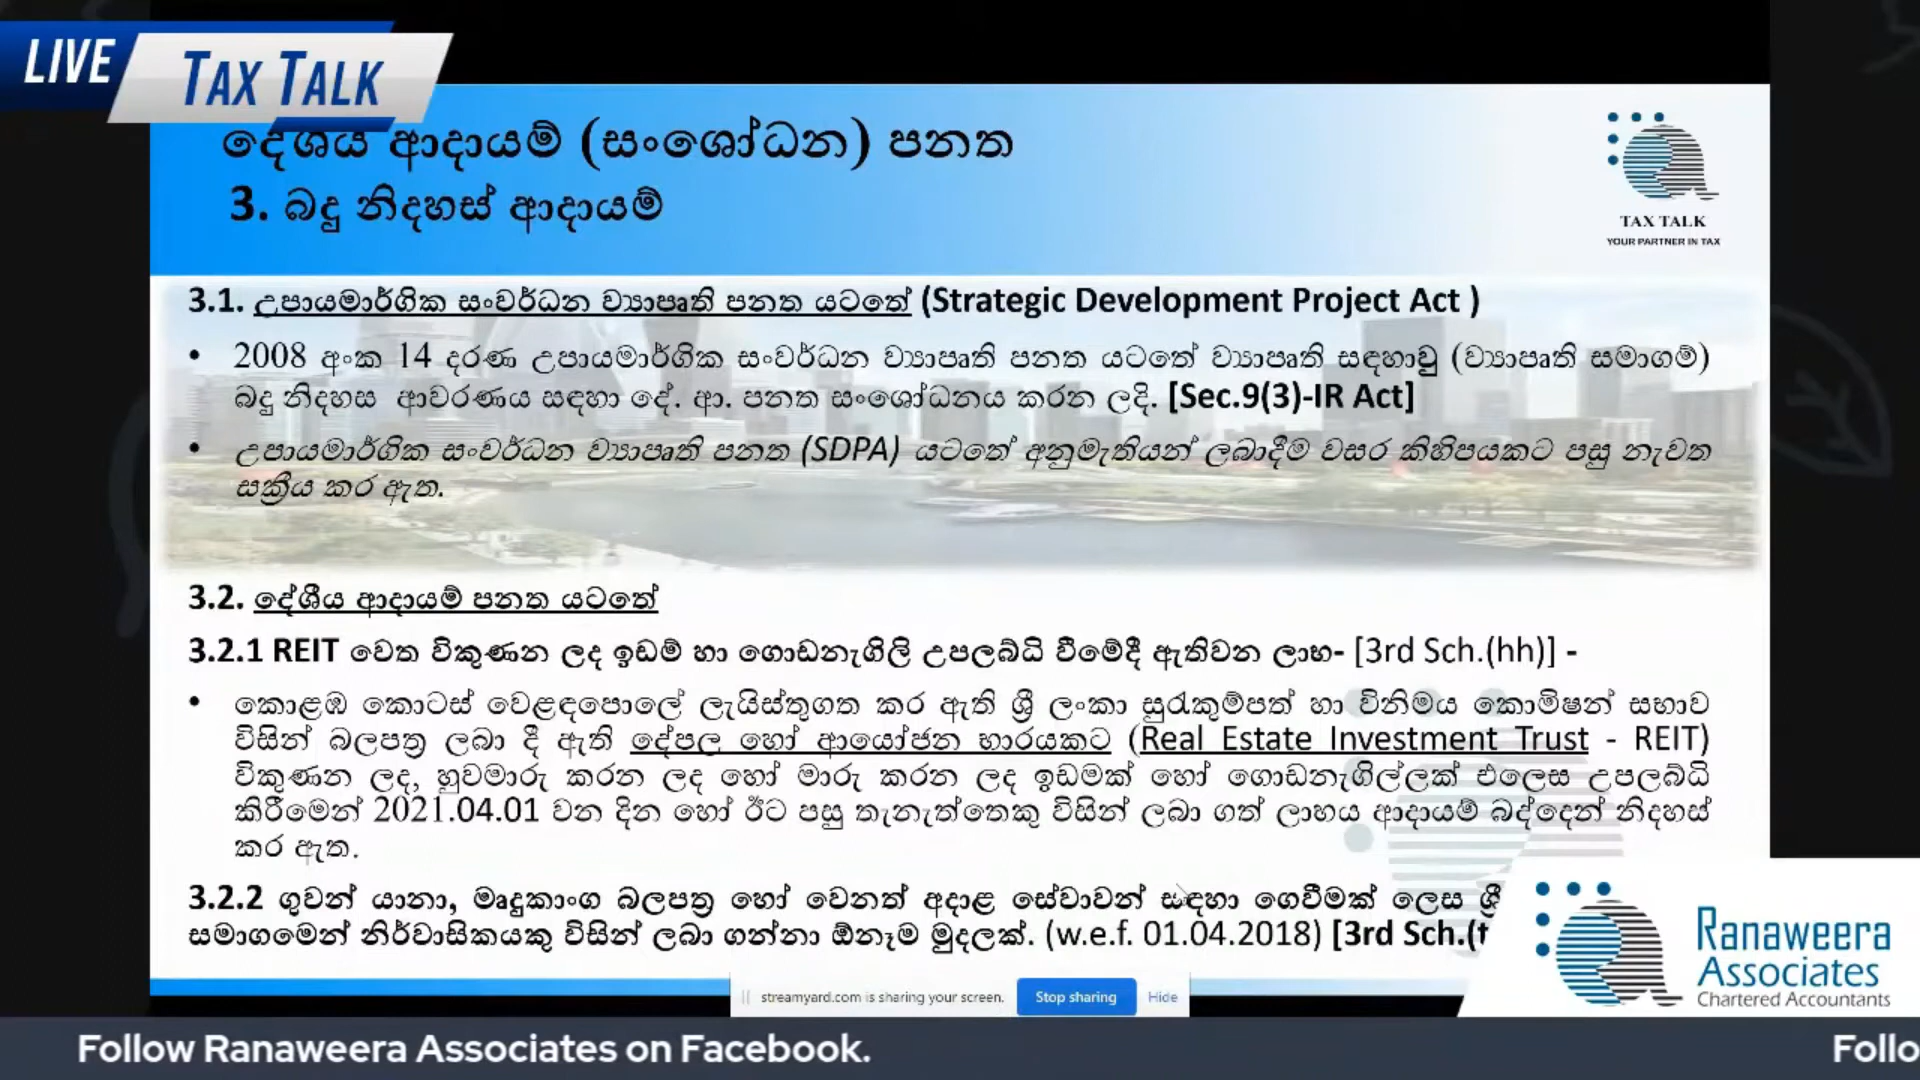 LIVE
TAX TALK
දේශීය ආදායම් (සංශෝධන) පනත
3. බදු නිදහස් ආදායම්
TAX TALK
YOUR PARTNER IN TAX
3.1. උපායමාර්ගික සංවර්ධන ව්‍යාපෘති පනත යටතේ (Strategic Development Project Act )
• 2008 අංක 14 දරණ උපායමාර්ගික සංවර්ධන ව්‍යාපෘති පනත යටතේ ව්‍යාපෘති සඳහාවු (ව්‍යාපෘති සමාගම්)
බදු නිදහස ආවරණය සඳහා දේ. ආ. පනත සංශෝධනය කරන ලදි. [Sec.9(3)-IR Act]
• උපායමාර්ගික සංවර්ධන ව්‍යාපෘති පනත (SDPA) යටතේ අනුමැතියන් ලබාදීම වසර කිහිපයකට පසු නැවත
සක්‍රීය කර ඇත.
3.2. දේශීය ආදායම් පනත යටතේ
3.2.1 REIT වෙත විකුණන ලද ඉඩම් හා ගොඩනැගිලි උපලබ්ධි වීමේදී ඇතිවන ලාභ- [3rd Sch.(hh)] -
• කොළඹ කොටස් වෙළඳපොලේ ලැයිස්තුගත කර ඇති ශ්‍රී ලංකා සුරැකුම්පත් හා විනිමය කොමිෂන් සභාව
විසින් බලපත්‍ර ලබා දී ඇති දේපල හෝ ආයෝජන භාරයකට (Real Estate Investment Trust - REIT)
විකුණන ලද, හුවමාරු කරන ලද හෝ මාරු කරන ලද ඉඩමක් හෝ ගොඩනැගිල්ලක් එලෙස උපලබ්ධි
කිරීමෙන් 2021.04.01 වන දින හෝ ඊට පසු තැනැත්තෙකු විසින් ලබා ගත් ලාභය ආදායම් බද්දෙන් නිදහස්
කර ඇත.
3.2.2 ගුවන් යානා, මෘදුකාංග බලපත්‍ර හෝ වෙනත් අදාළ සේවාවන් සඳහා ගෙවීමක් ලෙස ශ්‍රී
සමාගමෙන් නිර්වාසිකයකු විසින් ලබා ගන්නා ඕනෑම මුදලක්. (w.e.f. 01.04.2018) [3rd Sch.(t
Ranaweera
Associates
Chartered Accountants
streamyard.com is sharing your screen. Stop sharing Hide
Follow Ranaweera Associates on Facebook. Follo